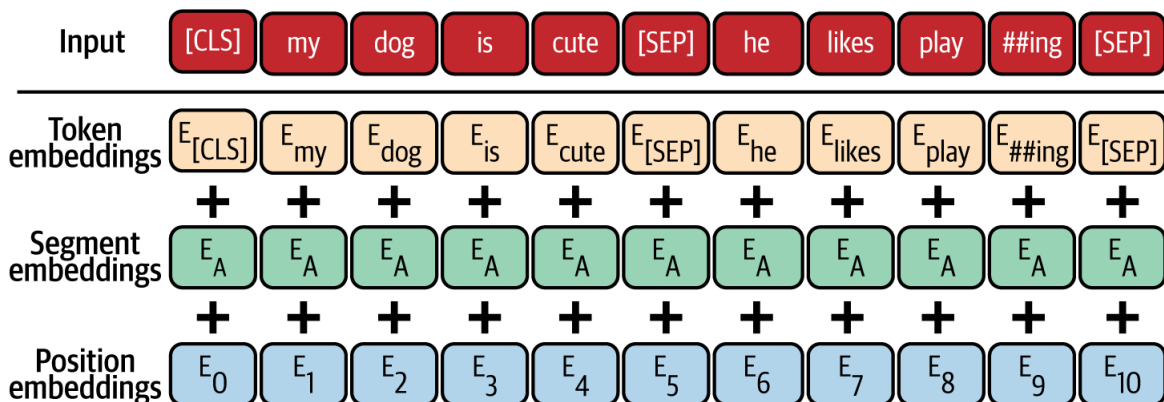 Input [CLS] my dog is cute [SEP] he likes play ##ing [SEP]
Token embeddings E[CLS] Emy Edog Eis Ecute E[SEP] Ehe Elikes Eplay E##ing E[SEP]
+ + + + + + + + + + +
Segment embeddings EA EA EA EA EA EA EA EA EA EA EA
+ + + + + + + + + + +
Position embeddings E0 E1 E2 E3 E4 E5 E6 E7 E8 E9 E10